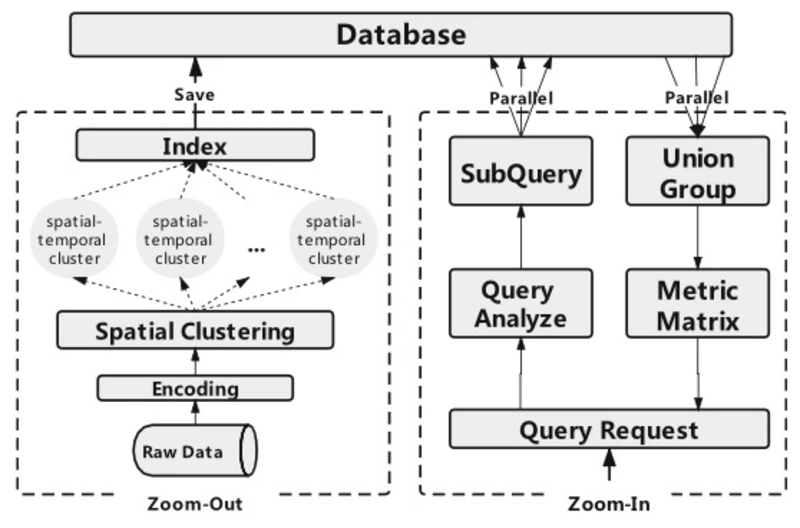 Database
Save
Parallel
Parallel
Index
spatial-
temporal
cluster
spatial-
temporal
cluster
...
spatial-
temporal
cluster
Spatial Clustering
Encoding
Raw Data
Zoom-Out
SubQuery
Union
Group
Query
Analyze
Metric
Matrix
Query Request
Zoom-In